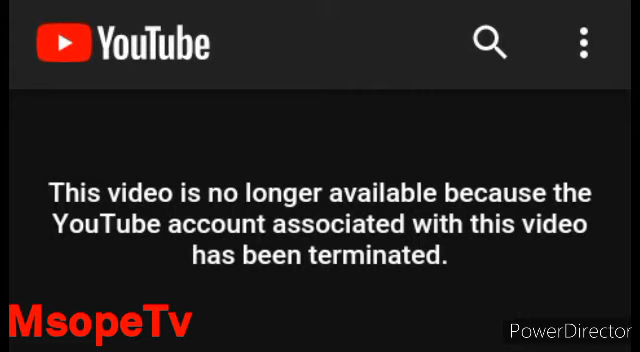 YouTube
This video is no longer available because the
YouTube account associated with this video
has been terminated.
MsopeTv
PowerDirector